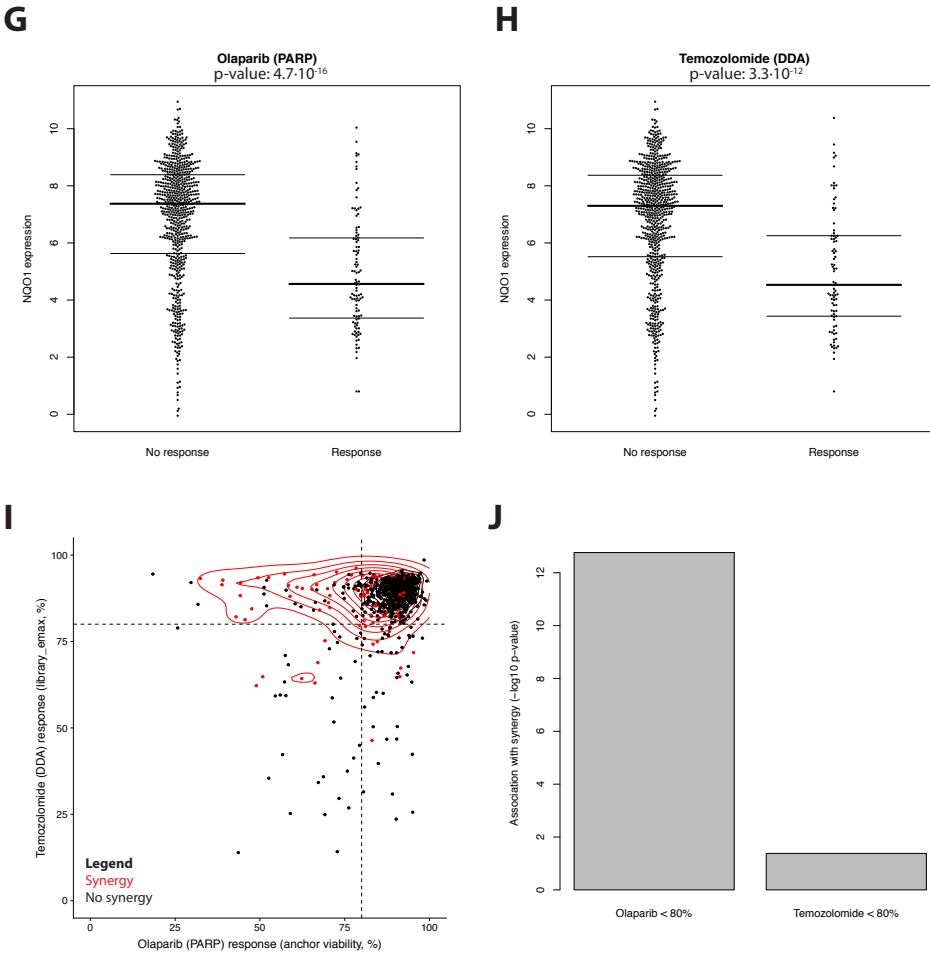 G
Olaparib (PARP)
p-value: 4.7·10-16
NQO1 expression
10
8
6
4
2
0
No response
Response
H
Temozolomide (DDA)
p-value: 3.3·10-12
NQO1 expression
10
8
6
4
2
0
No response
Response
I
Temozolomide (DDA) response (library_emax, %)
100
75
50
25
0
Legend
Synergy
No synergy
0
25
50
75
100
Olaparib (PARP) response (anchor viability, %)
J
Association with synergy (−log10 p-value)
12
10
8
6
4
2
0
Olaparib < 80%
Temozolomide < 80%